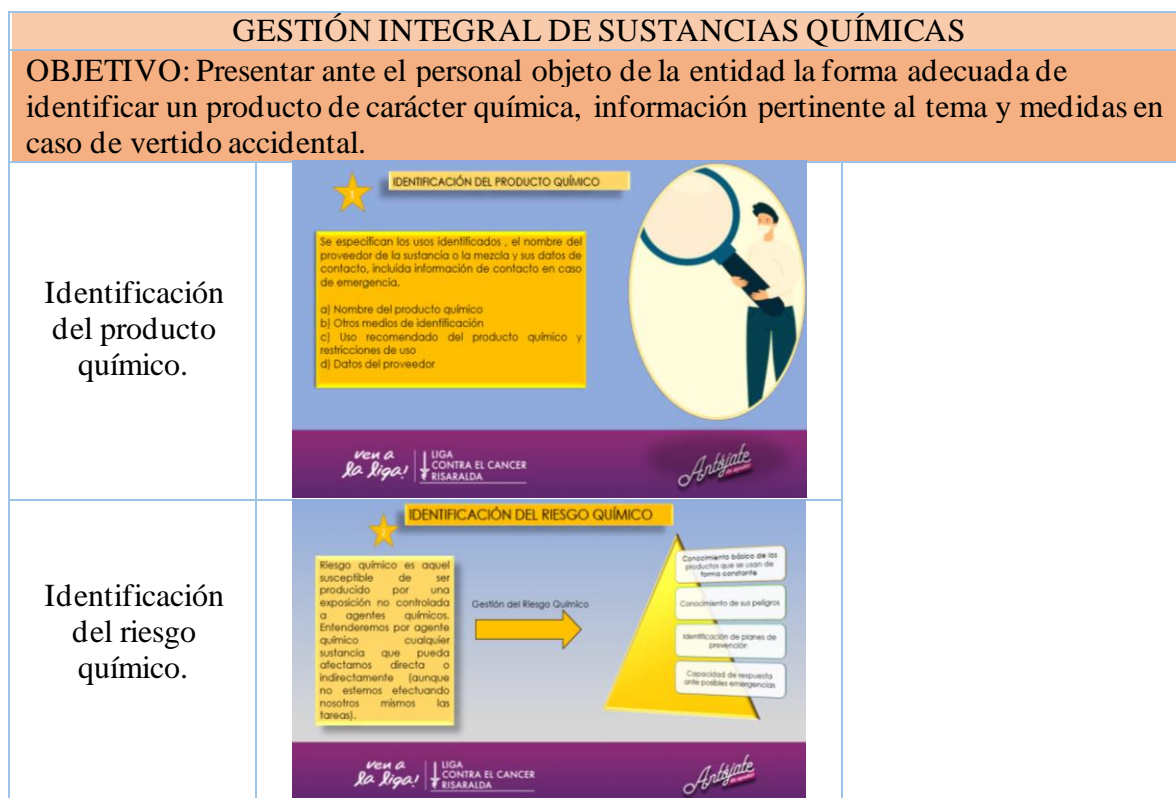 GESTIÓN INTEGRAL DE SUSTANCIAS QUÍMICAS
OBJETIVO: Presentar ante el personal objeto de la entidad la forma adecuada de
identificar un producto de carácter química, información pertinente al tema y medidas en
caso de vertido accidental.
Identificación
del producto
químico.
1
IDENTIFICACIÓN DEL PRODUCTO QUÍMICO
Se especifican los usos identificados , el nombre del
proveedor de la sustancia o la mezcla y sus datos de
contacto, incluida información de contacto en caso
de emergencia.
a) Nombre del producto químico
b) Otros medios de identificación
c) Uso recomendado del producto químico y
restricciones de uso
d) Datos del proveedor
ven a
la liga!
LIGA
CONTRA EL CANCER
RISARALDA
Antójate
de ayudar
Identificación
del riesgo
químico.
2
IDENTIFICACIÓN DEL RIESGO QUÍMICO
Riesgo químico es aquel
susceptible de ser
producido por una
exposición no controlada
a agentes químicos.
Entenderemos por agente
químico cualquier
sustancia que pueda
afectarnos directa o
indirectamente (aunque
no estemos efectuando
nosotros mismos las
tareas).
Gestión del Riesgo Químico
Conocimiento básico de los
productos que se usan de
forma constante
Conocimiento de sus peligros
Identificación de planes de
prevención
Capacidad de respuesta
ante posibles emergencias
ven a
la liga!
LIGA
CONTRA EL CANCER
RISARALDA
Antójate
de ayudar